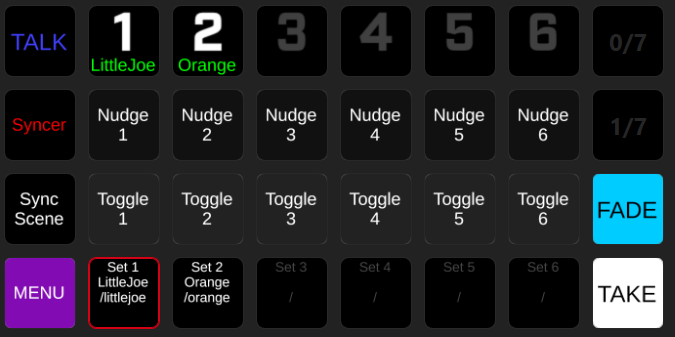 TALK
1
LittleJoe
2
Orange
3
4
5
6
0/7
Syncer
Nudge
1
Nudge
2
Nudge
3
Nudge
4
Nudge
5
Nudge
6
1/7
Sync
Scene
Toggle
1
Toggle
2
Toggle
3
Toggle
4
Toggle
5
Toggle
6
FADE
MENU
Set 1
LittleJoe
/littlejoe
Set 2
Orange
/orange
Set 3
/
Set 4
/
Set 5
/
Set 6
/
TAKE